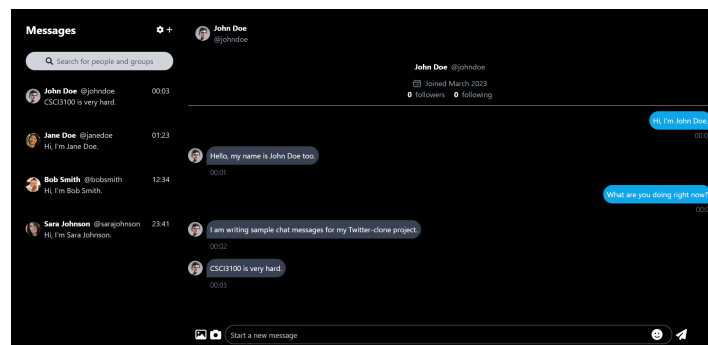 Messages
Search for people and groups
John Doe @johndoe 00:03
CSCI3100 is very hard.
Jane Doe @janedoe 01:23
Hi, I'm Jane Doe.
Bob Smith @bobsmith 12:34
Hi, I'm Bob Smith.
Sara Johnson @sarajohnson 23:41
Hi, I'm Sara Johnson.
John Doe
@johndoe
John Doe @johndoe
Joined March 2023
0 followers 0 following
Hi, I'm John Doe.
Hello, my name is John Doe too.
00:01
What are you doing right now?
I am writing sample chat messages for my Twitter-clone project.
00:02
CSCI3100 is very hard.
00:03
Start a new message